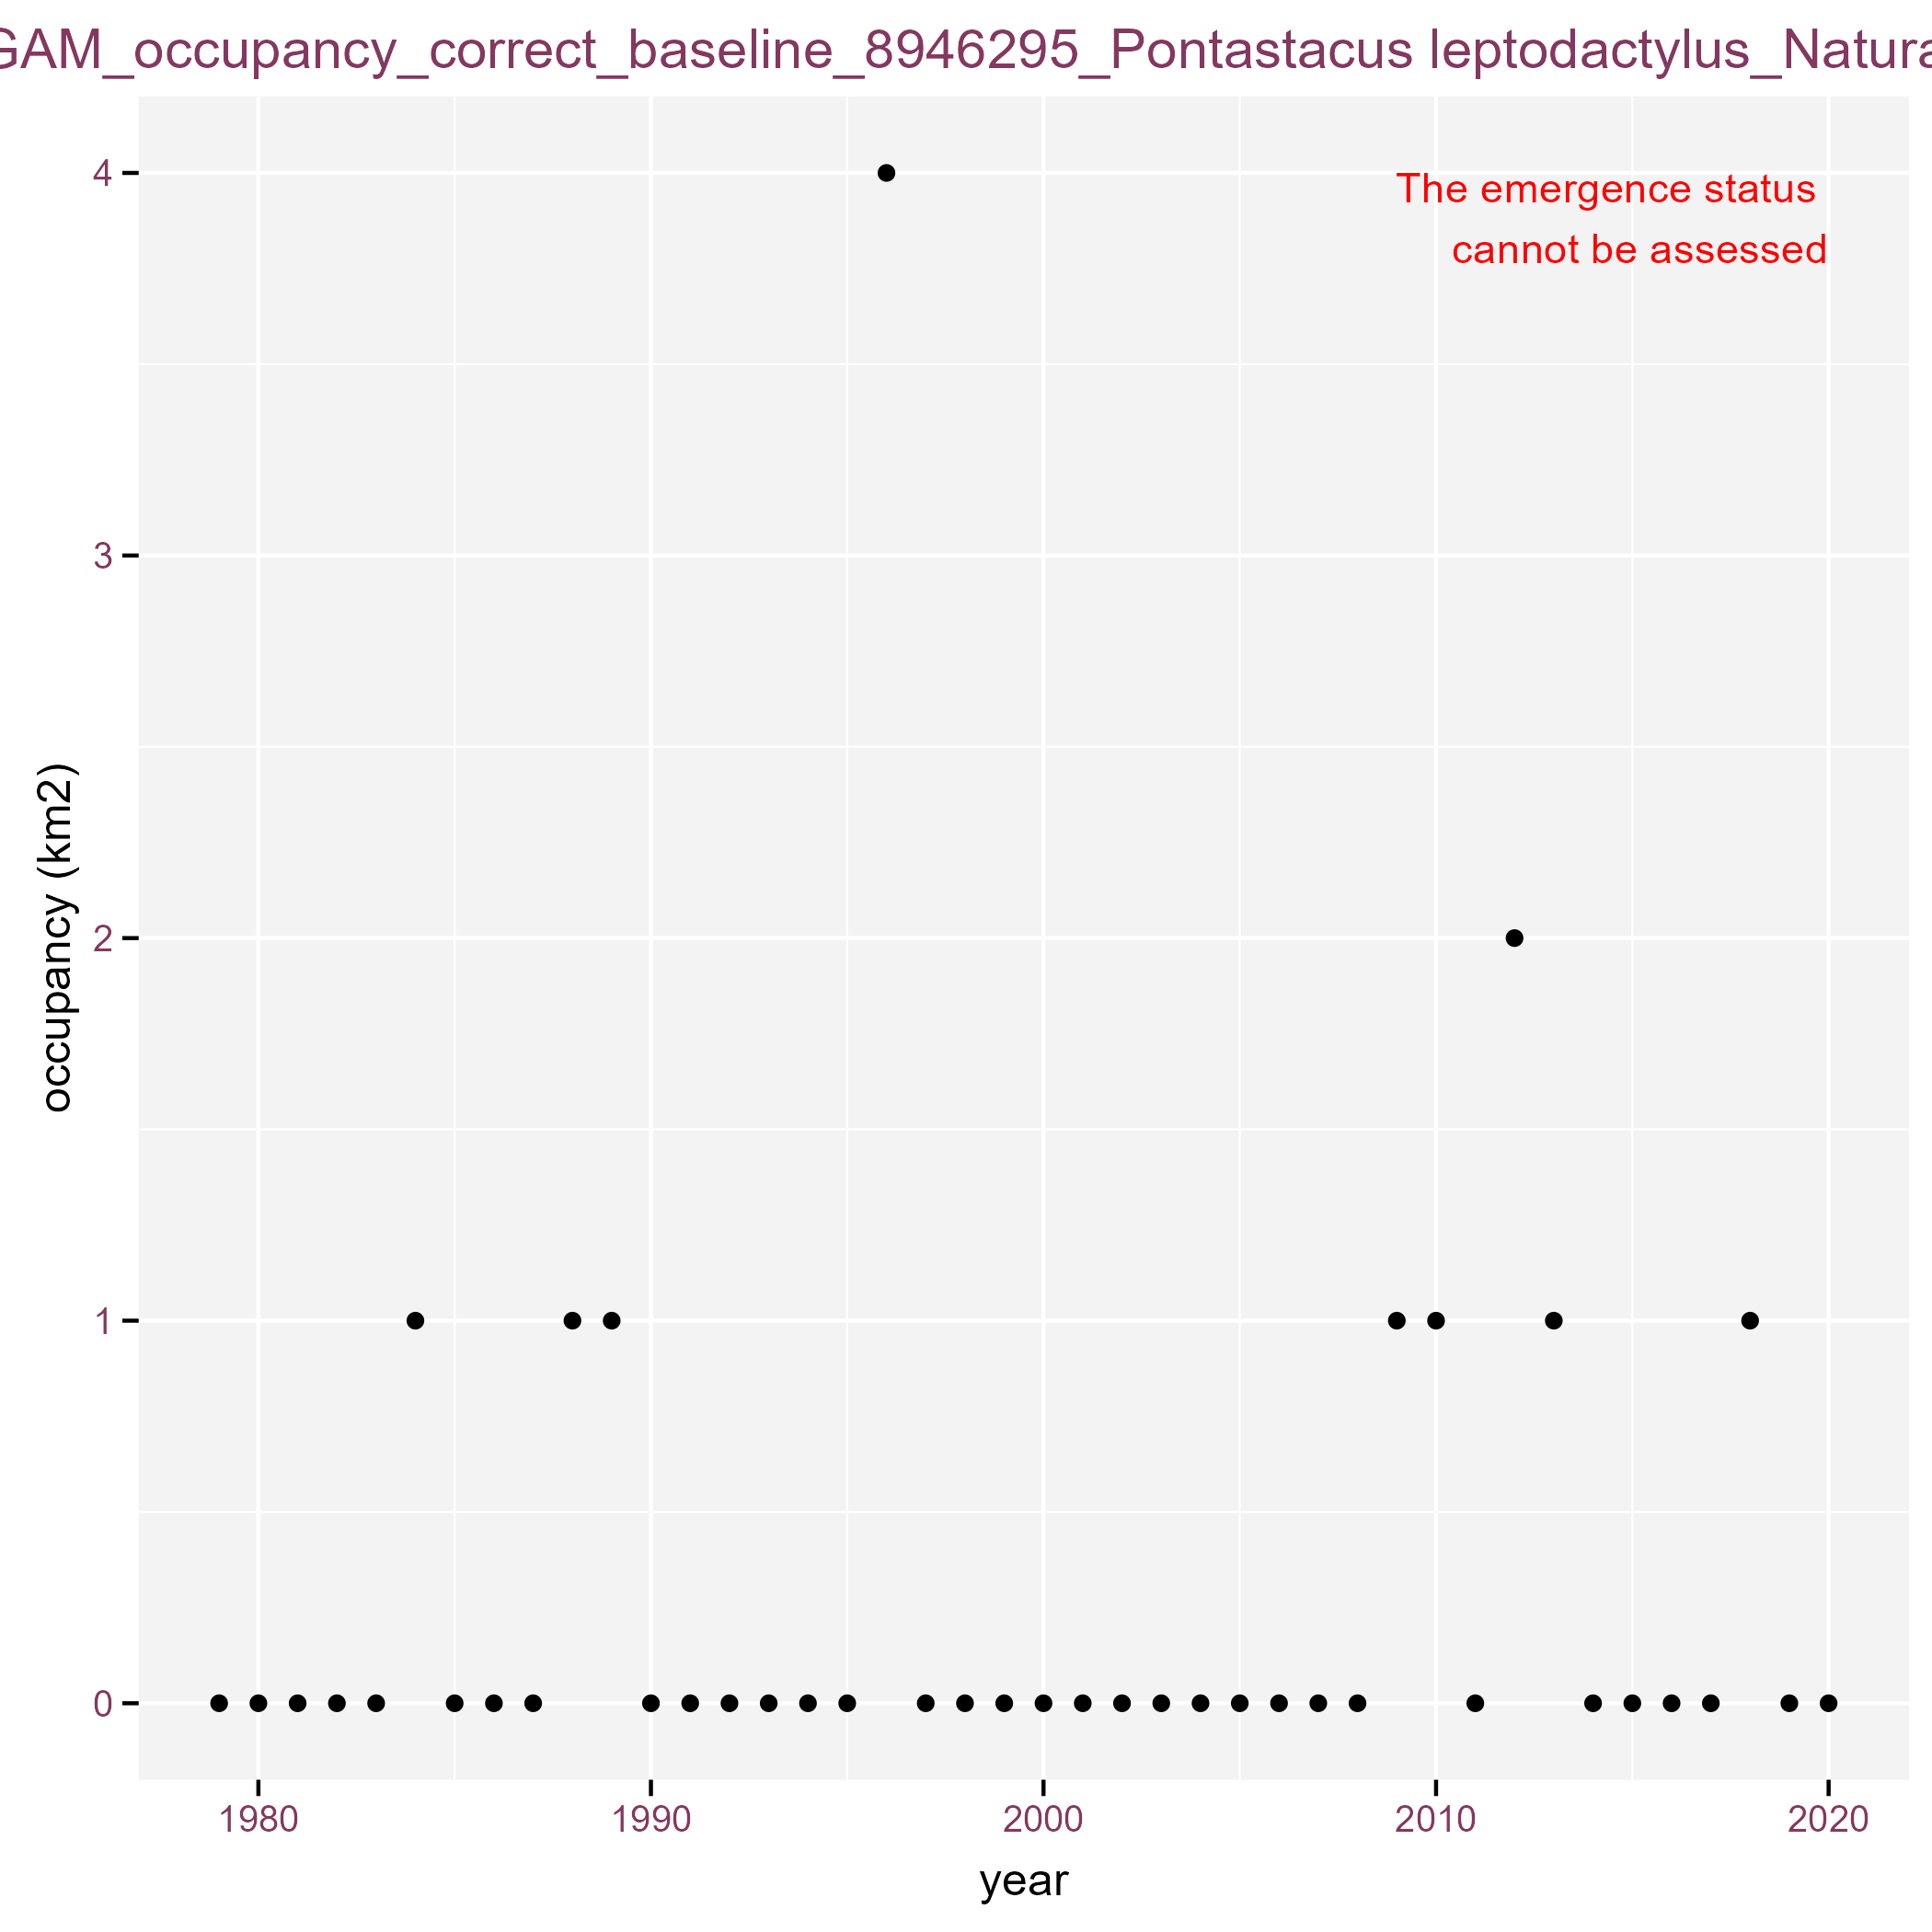 GAM_occupancy_correct_baseline_8946295_Pontastacus leptodactylus_Natura
The emergence status
cannot be assessed
4
3
2
1
0
occupancy (km2)
1980 1990 2000 2010 2020
year